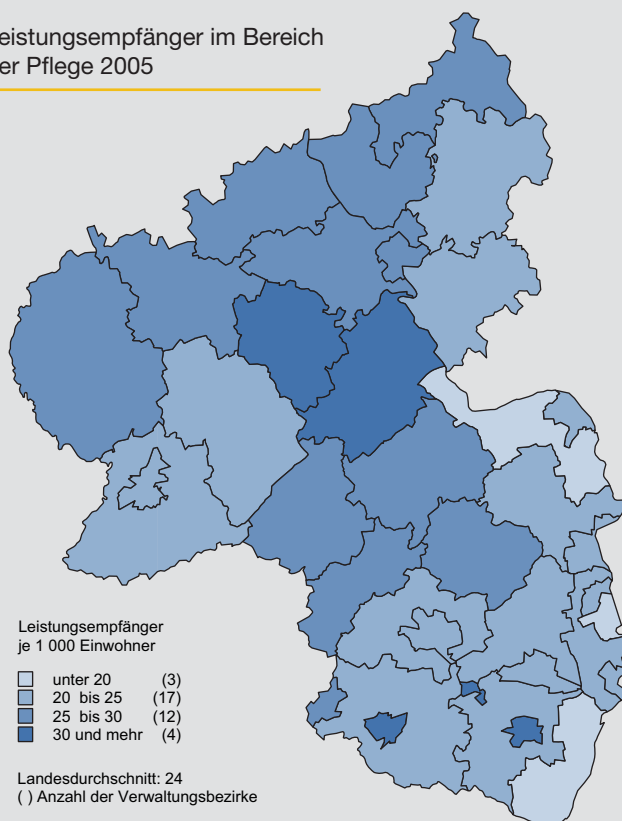 eistungsempfänger im Bereich
er Pflege 2005
Leistungsempfänger
je 1 000 Einwohner
unter 20 (3)
20 bis 25 (17)
25 bis 30 (12)
30 und mehr (4)
Landesdurchschnitt: 24
( ) Anzahl der Verwaltungsbezirke